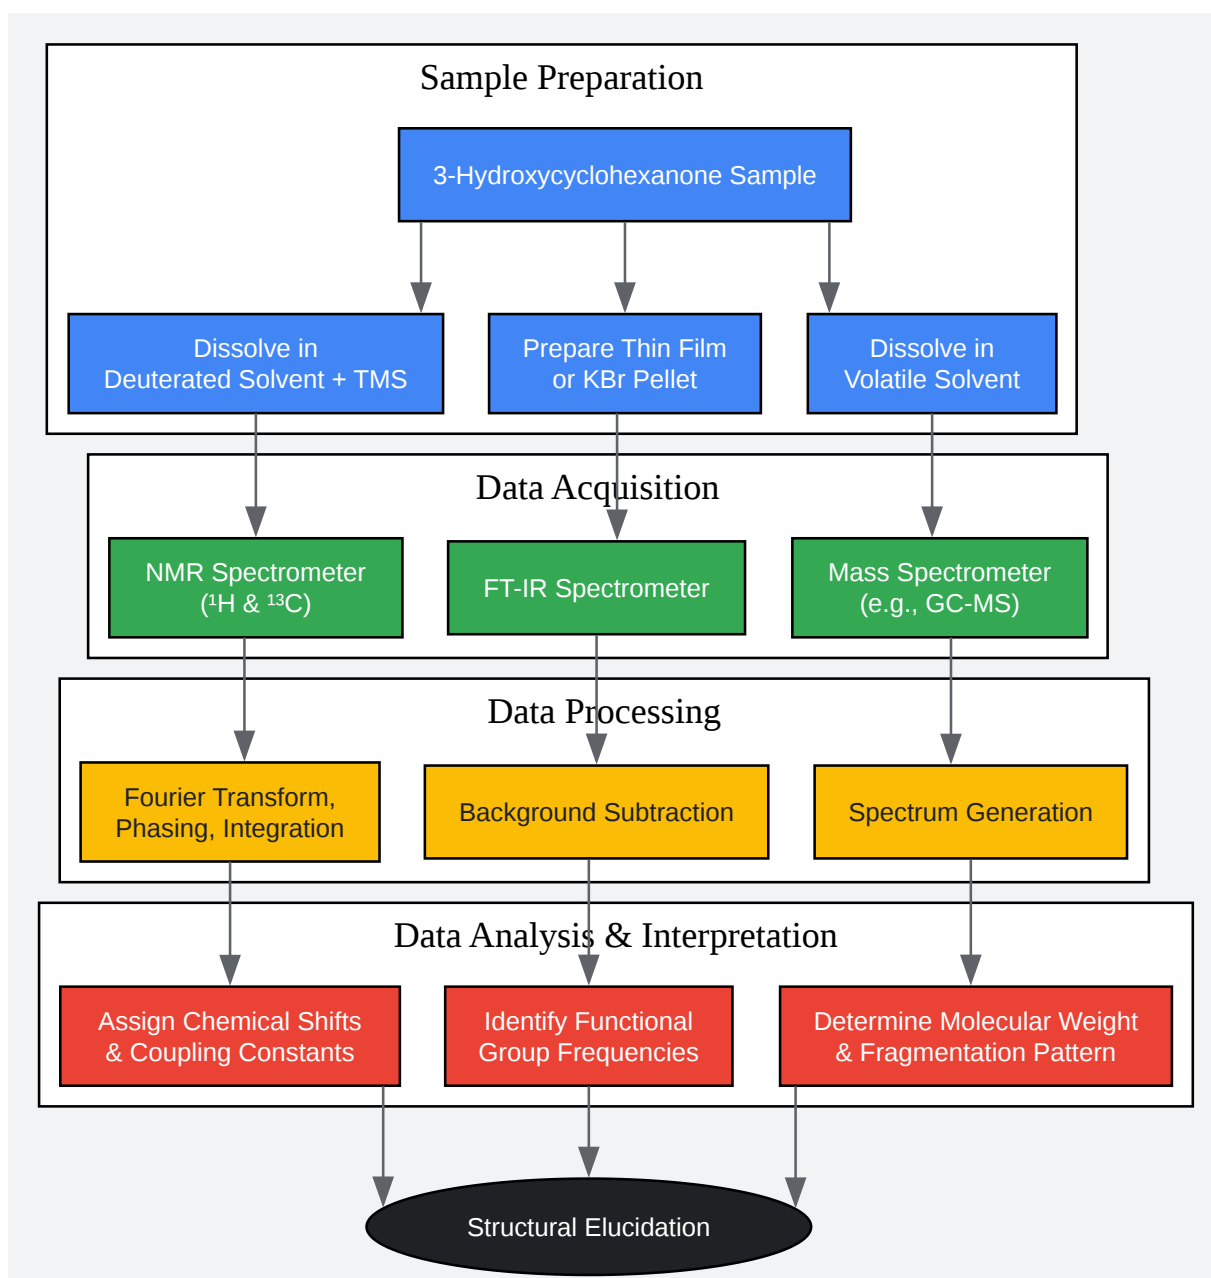 Sample Preparation
3-Hydroxycyclohexanone Sample
Dissolve in
Deuterated Solvent + TMS
Prepare Thin Film
or KBr Pellet
Dissolve in
Volatile Solvent
Data Acquisition
NMR Spectrometer
(¹H & ¹³C)
FT-IR Spectrometer
Mass Spectrometer
(e.g., GC-MS)
Data Processing
Fourier Transform,
Phasing, Integration
Background Subtraction
Spectrum Generation
Data Analysis & Interpretation
Assign Chemical Shifts
& Coupling Constants
Identify Functional
Group Frequencies
Determine Molecular Weight
& Fragmentation Pattern
Structural Elucidation